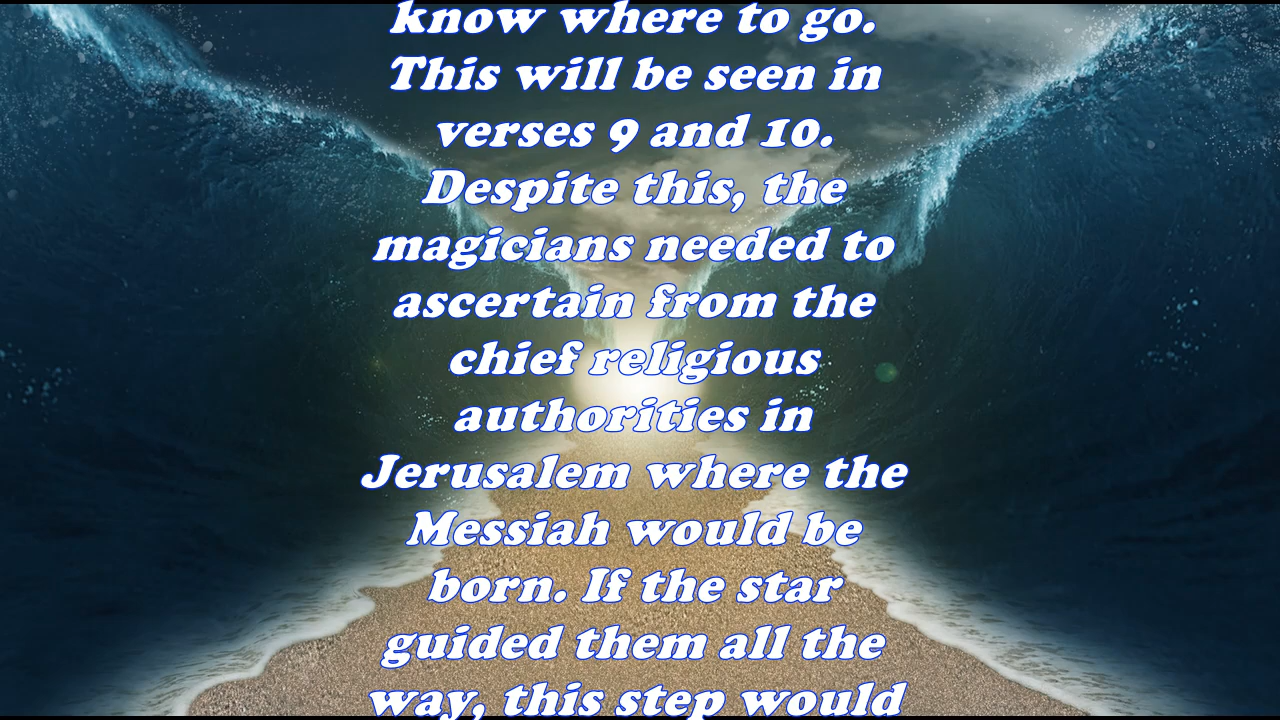 know where to go.
This will be seen in
verses 9 and 10.
Despite this, the
magicians needed to
ascertain from the
chief religious
authorities in
Jerusalem where the
Messiah would be
born. If the star
guided them all the
way, this step would